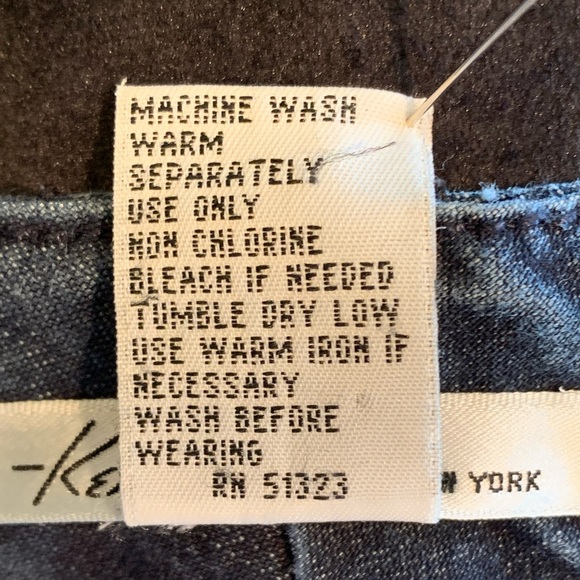 MACHINE WASH
WARM
SEPARATELY
USE ONLY
NON CHLORINE
BLEACH IF NEEDED
TUMBLE DRY LOW
USE WARM IRON IF
NECESSARY
WASH BEFORE
WEARING
RN 51323
YORK